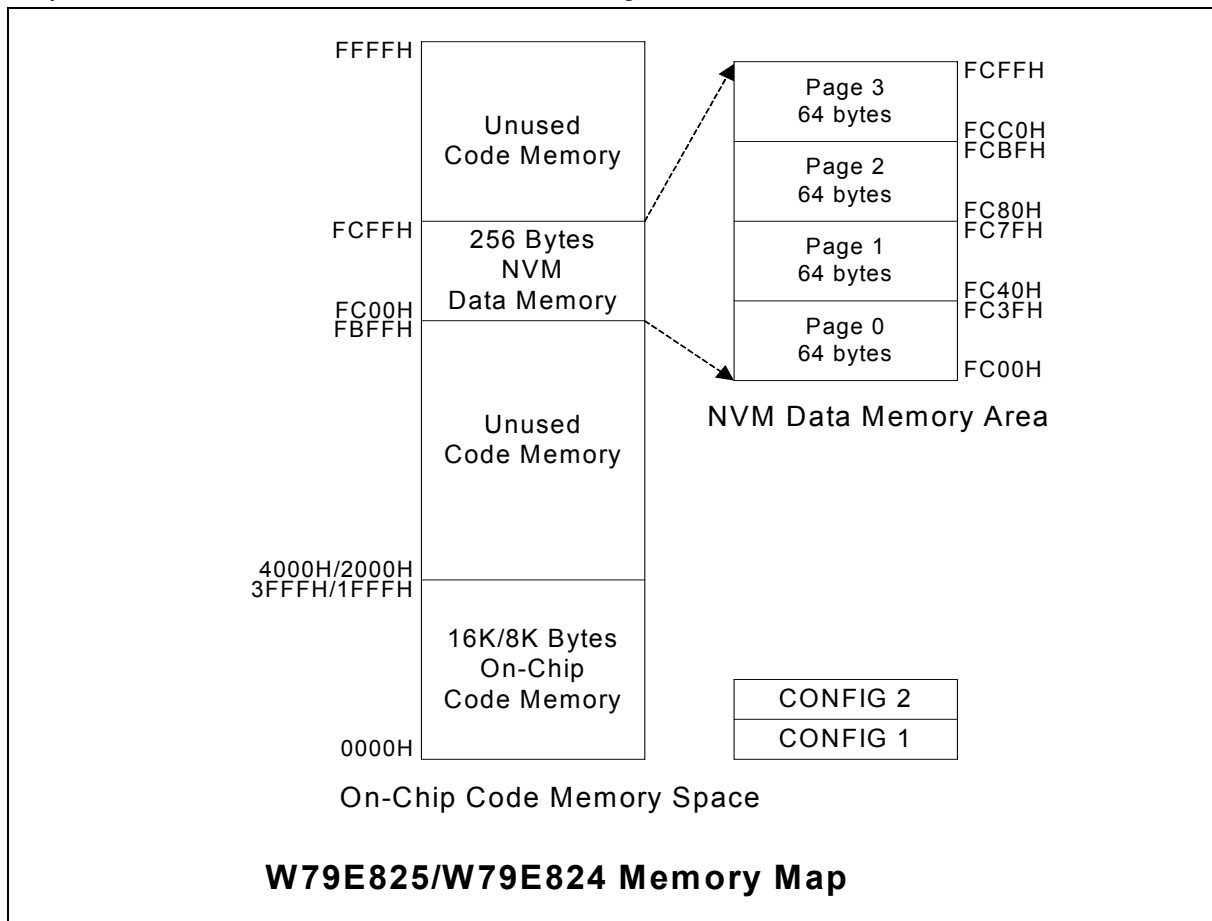 FFFFH
Unused
Code Memory
FCFFH
256 Bytes
NVM
Data Memory
FC00H
FBFFH
Unused
Code Memory
4000H/2000H
3FFFH/1FFFH
16K/8K Bytes
On-Chip
Code Memory
0000H
On-Chip Code Memory Space
FCFFH
Page 3
64 bytes
FCC0H
FCBFH
Page 2
64 bytes
FC80H
FC7FH
Page 1
64 bytes
FC40H
FC3FH
Page 0
64 bytes
FC00H
NVM Data Memory Area
CONFIG 2
CONFIG 1
W79E825/W79E824 Memory Map